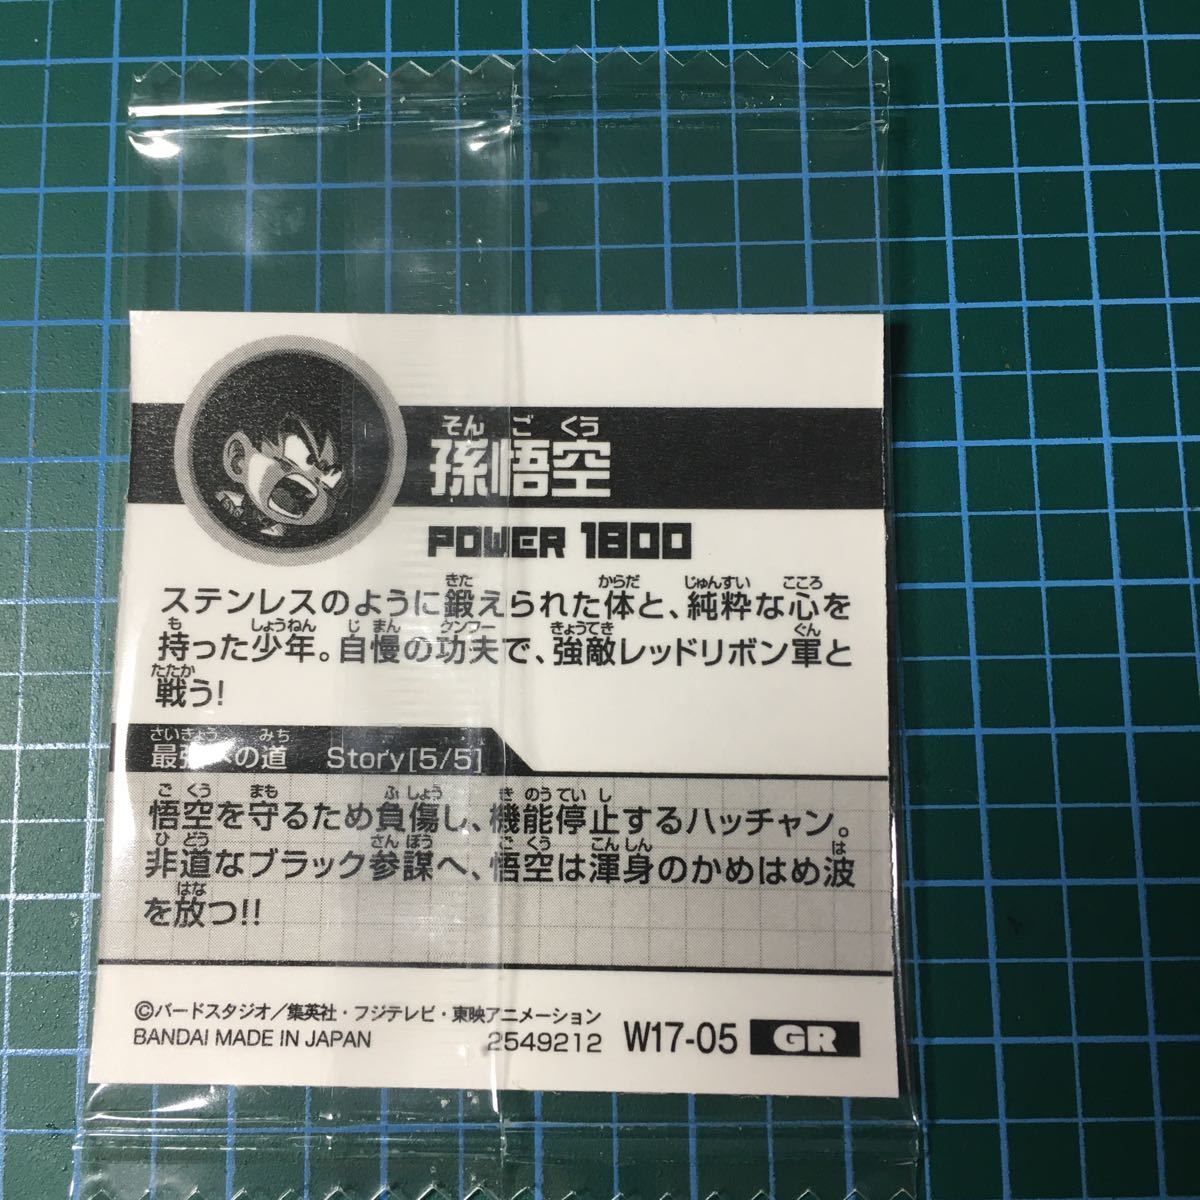 そん ご くう
孫悟空
POWER 1800
きた からだ じゅんすい こころ
ステンレスのように鍛えられた体と、純粋な心を
も しょうねん じ まん クンフー きょうてき ぐん
持った少年。自慢の功夫で、強敵レッドリボン軍と
たたか
戦う!
さいきょう みち
最強への道 Story[5/5]
ご くう まも ふ しょう き のう てい し
悟空を守るため負傷し、機能停止するハッチャン。
ひ どう さん ぼう ご くう こん しん は
非道なブラック参謀へ、悟空は渾身のかめはめ波
はな
を放つ!!
©バードスタジオ/集英社・フジテレビ・東映アニメーション
BANDAI MADE IN JAPAN 2549212 W17-05 GR